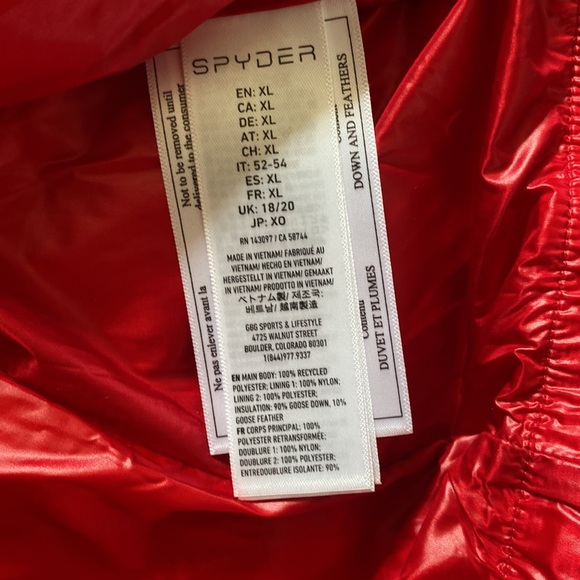 SPYDER
EN: XL
CA: XL
DE: XL
AT: XL
CH: XL
IT: 52-54
ES: XL
FR: XL
UK: 18/20
JP: XO
RN 143097 / CA 58744
MADE IN VIETNAM/ FABRIQUÉ AU
VIETNAM/ HECHO EN VIETNAM/
HERGESTELLT IN VIETNAM/ GEMAAKT
IN VIETNAM/ PRODOTTO IN VIETNAM/
ベトナム製/ 제조국:
베트남/ 越南製造
GBG SPORTS & LIFESTYLE
4725 WALNUT STREET
BOULDER, COLORADO 80301
1(844)977.9337
EN MAIN BODY: 100% RECYCLED
POLYESTER; LINING 1: 100% NYLON;
LINING 2: 100% POLYESTER;
INSULATION: 90% GOOSE DOWN, 10%
GOOSE FEATHER
FR CORPS PRINCIPAL: 100%
POLYESTER RETRANSFORMÉE;
DOUBLURE 1: 100% NYLON;
DOUBLURE 2: 100% POLYESTER;
ENTREDOUBLURE ISOLANTE: 90%
Not to be removed until
delivered to the consumer
Ne pas enlever avant la
DOWN AND FEATHERS
Contenu
DUVET ET PLUMES